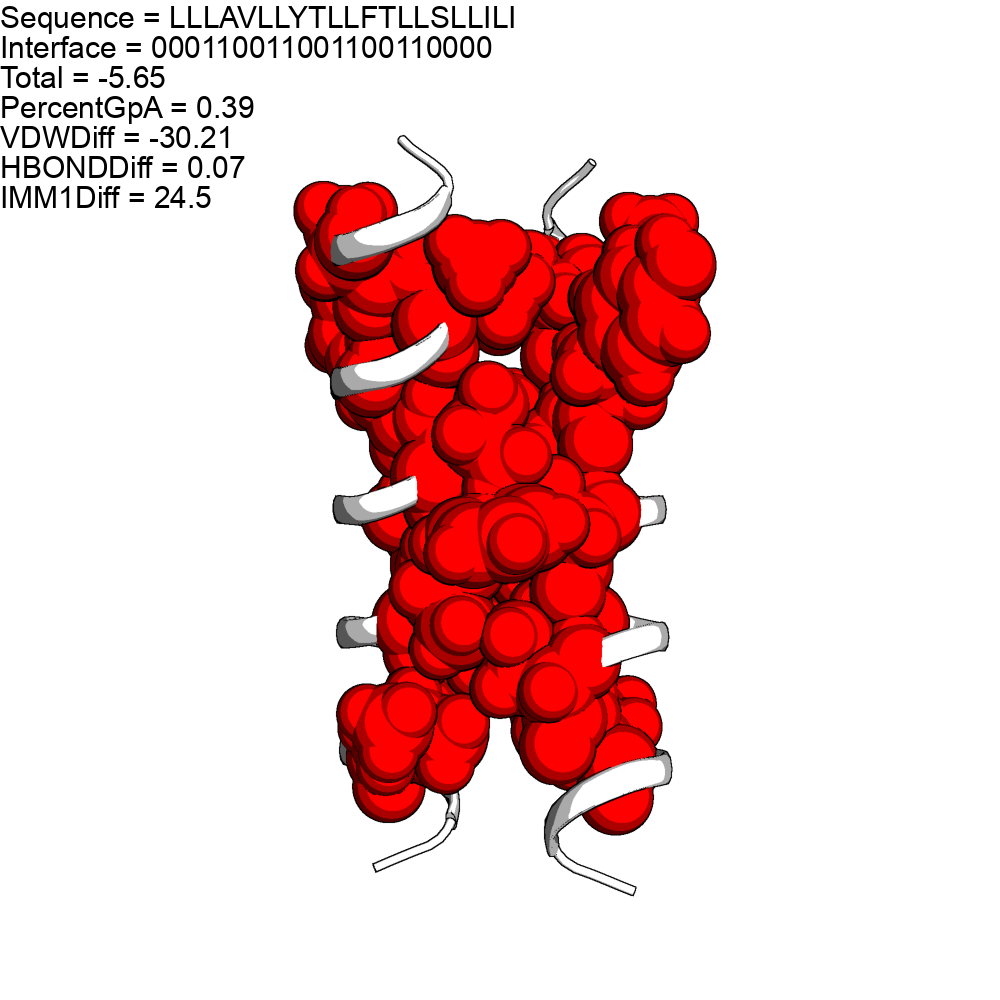 Sequence = LLLAVLLYTLLFTLLSLLILI
Interface = 000110011001100110000
Total = -5.65
PercentGpA = 0.39
VDWDiff = -30.21
HBONDDiff = 0.07
IMM1Diff = 24.5